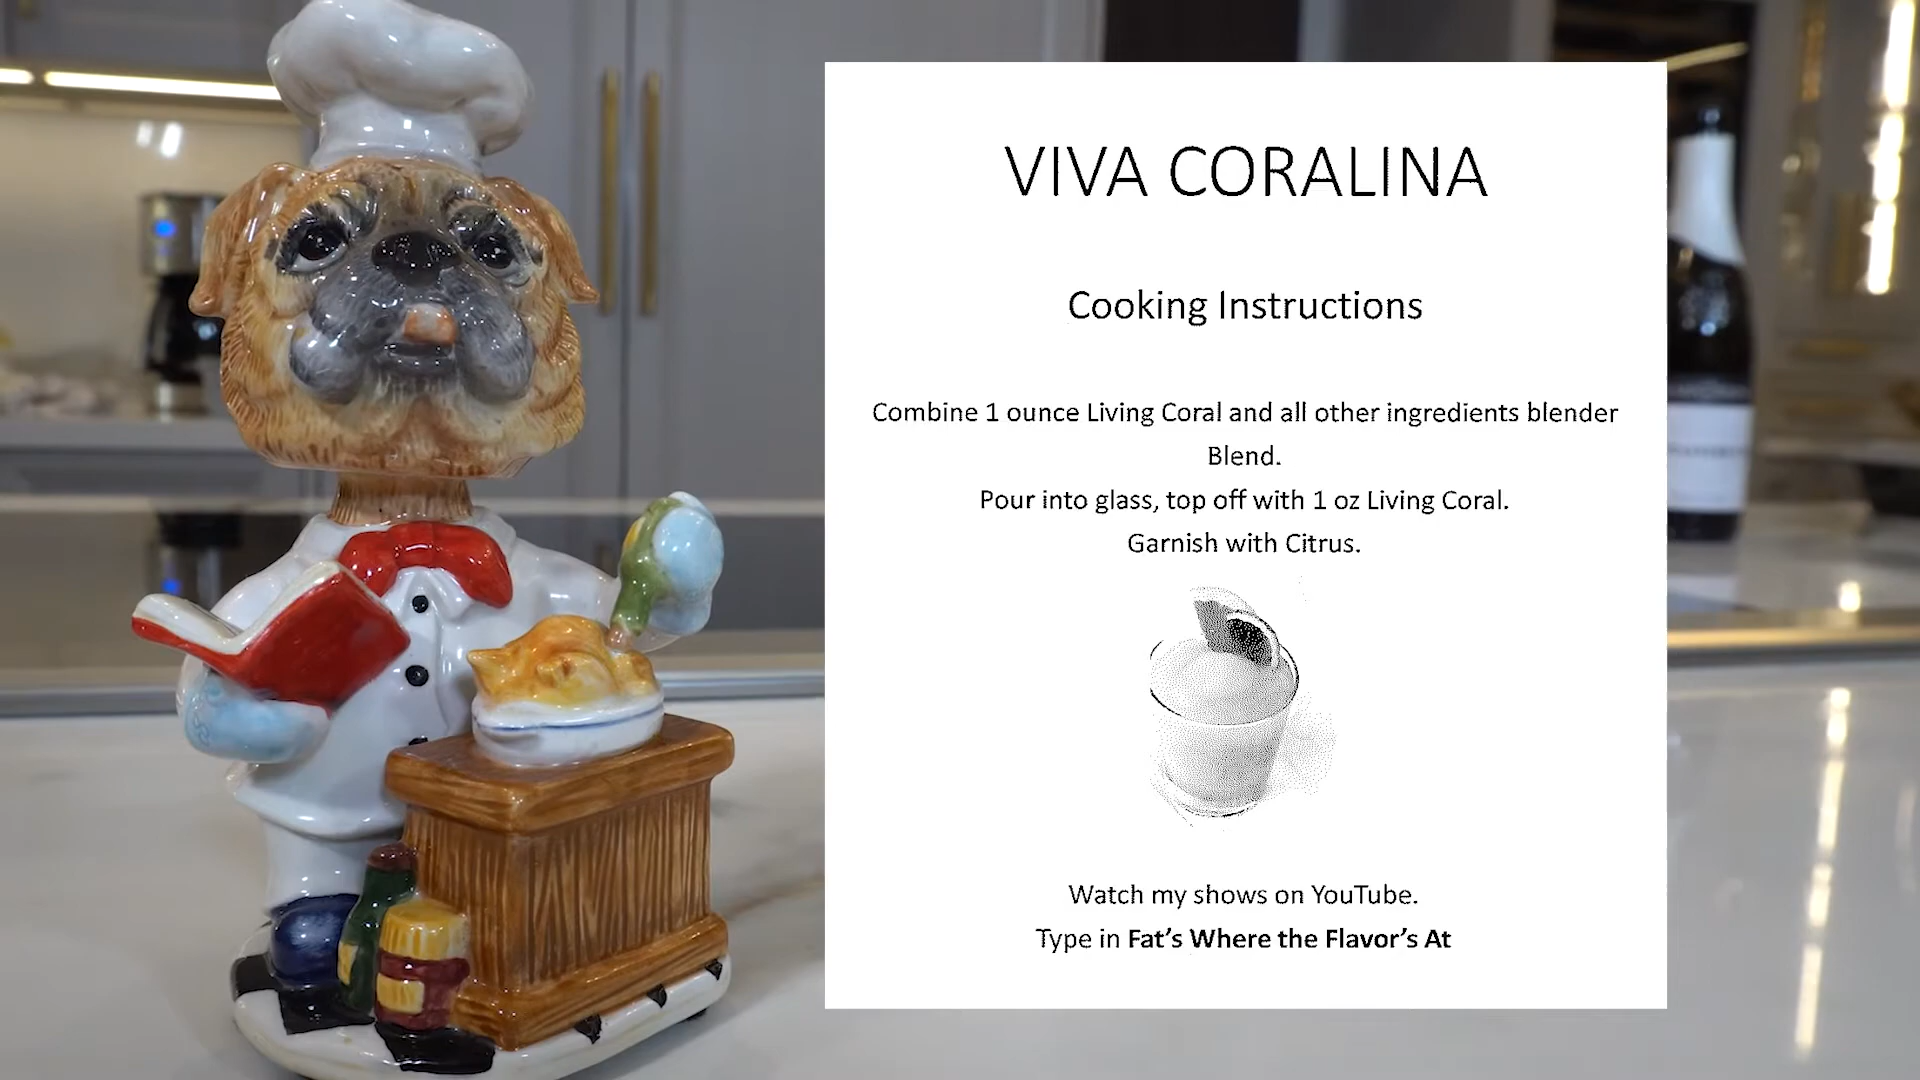 VIVA CORALINA
Cooking Instructions
Combine 1 ounce Living Coral and all other ingredients blender
Blend.
Pour into glass, top off with 1 oz Living Coral.
Garnish with Citrus.
Watch my shows on YouTube.
Type in Fat's Where the Flavor's At